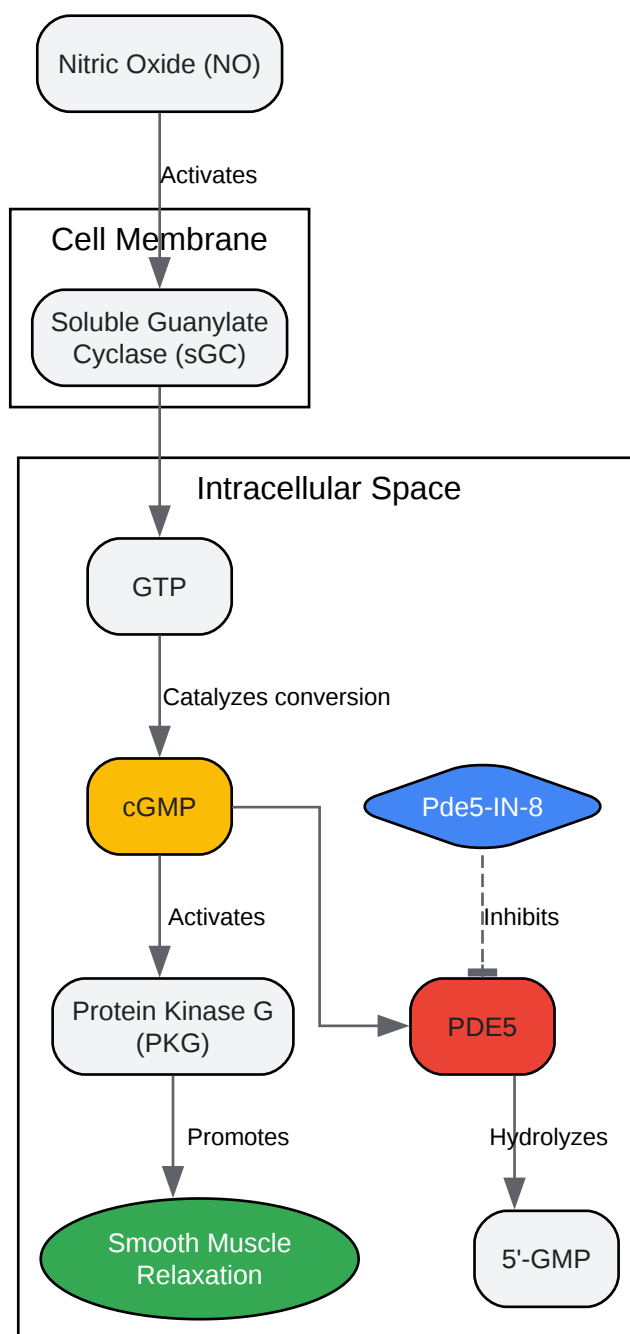 Nitric Oxide (NO)
Activates
Cell Membrane
Soluble Guanylate
Cyclase (sGC)
Intracellular Space
GTP
Catalyzes conversion
cGMP
Pde5-IN-8
Activates
Inhibits
Protein Kinase G
(PKG)
PDE5
Promotes
Hydrolyzes
Smooth Muscle
Relaxation
5'-GMP